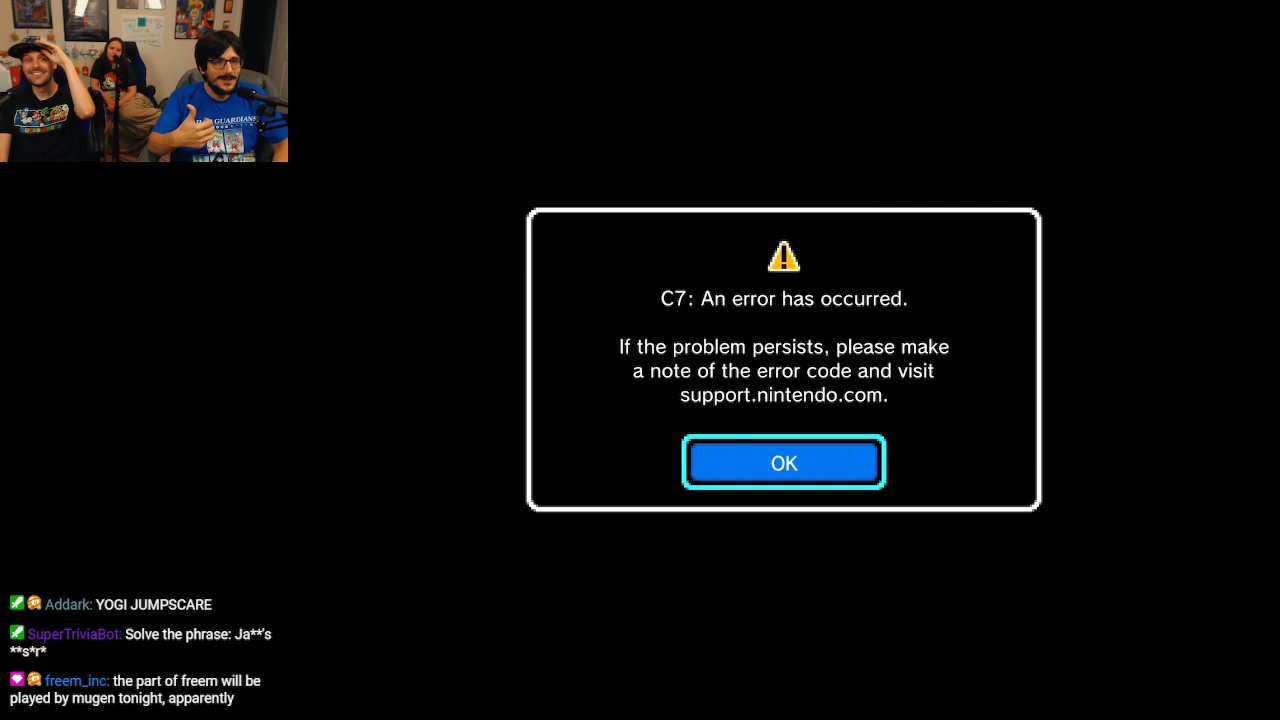 GUARDIANS
C7: An error has occurred.
If the problem persists, please make
a note of the error code and visit
support.nintendo.com.
OK
Addark: YOGI JUMPSCARE
SuperTriviaBot: Solve the phrase: Ja**'s
**s*r*
freem_inc: the part of freem will be
played by mugen tonight, apparently